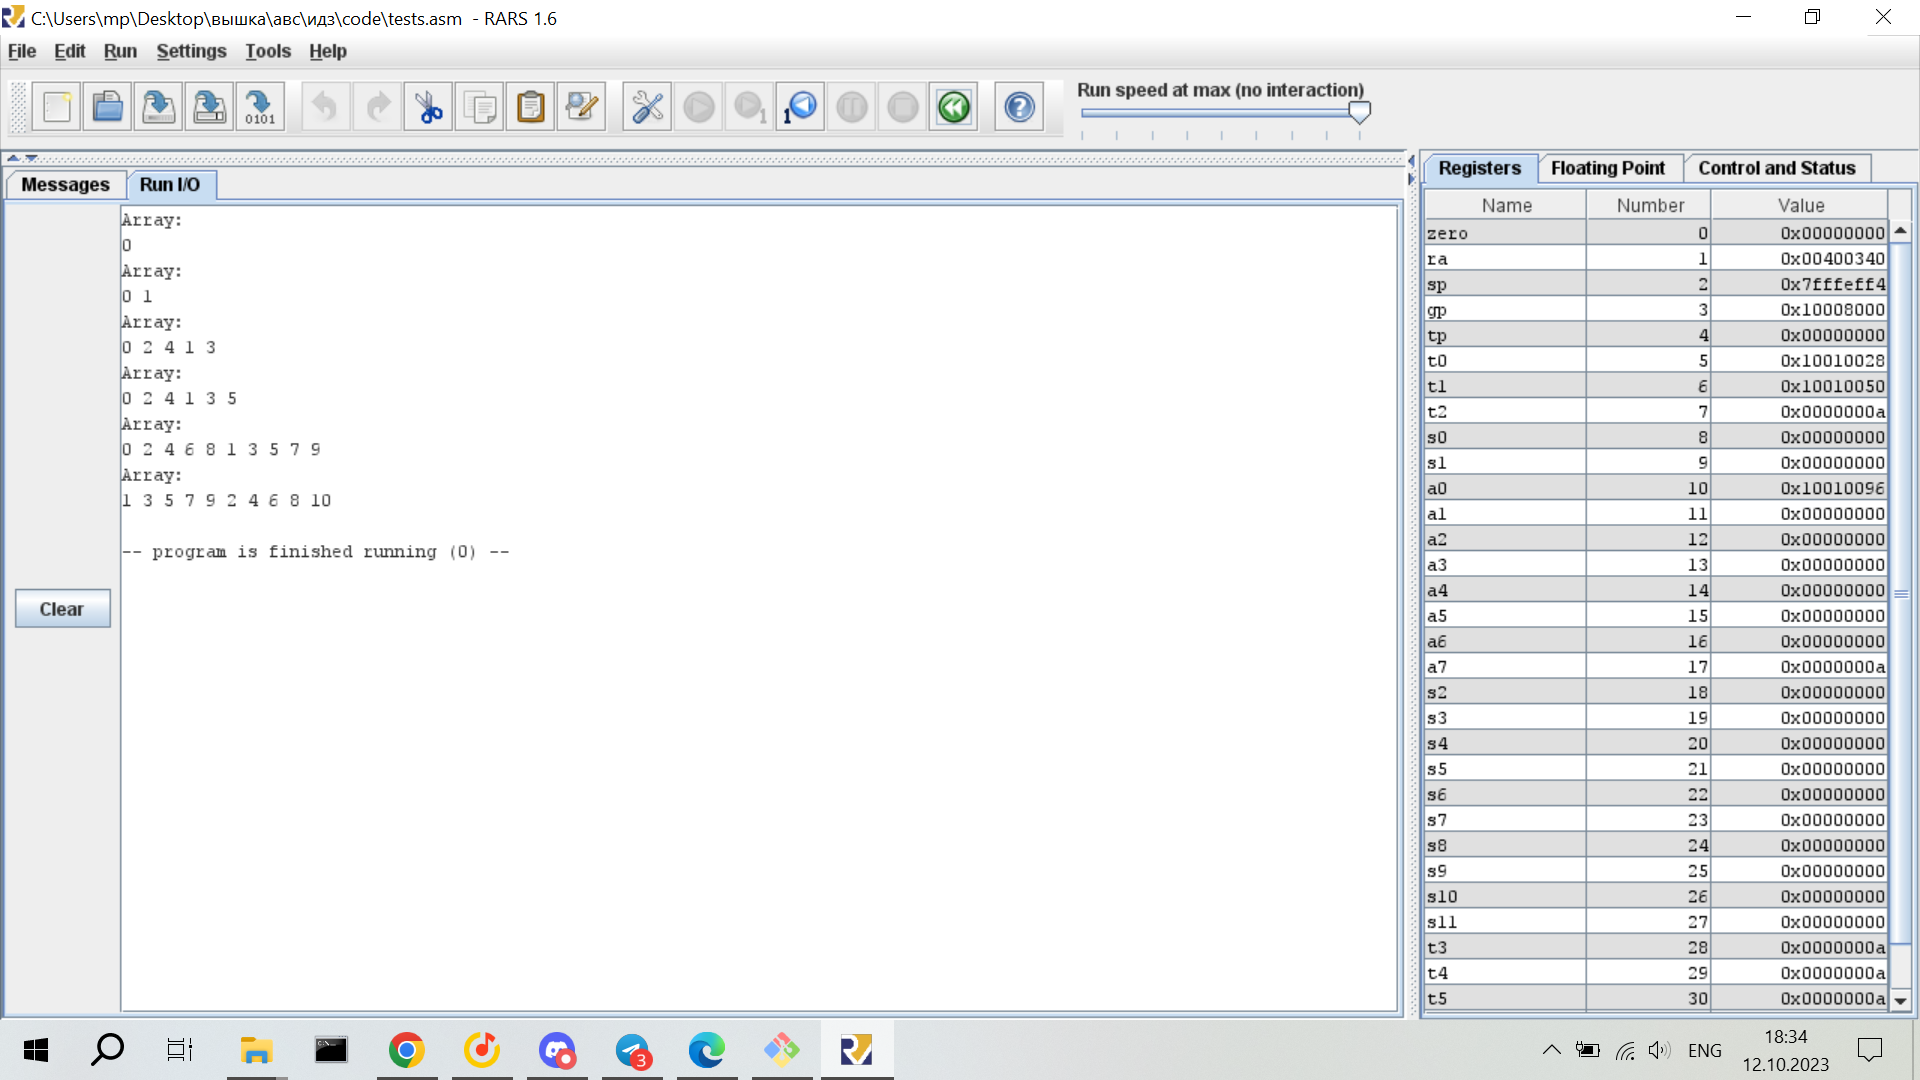 C:\Users\mp\Desktop\вышка\авс\идз\code\tests.asm - RARS 1.6
File Edit Run Settings Tools Help
0101
1
1
Run speed at max (no interaction)
Messages Run I/O
Array:
0
Array:
0 1
Array:
0 2 4 1 3
Array:
0 2 4 1 3 5
Array:
0 2 4 6 8 1 3 5 7 9
Array:
1 3 5 7 9 2 4 6 8 10
-- program is finished running (0) --
Clear
Registers Floating Point Control and Status
Name Number Value
zero 0 0x00000000
ra 1 0x00400340
sp 2 0x7fffeff4
gp 3 0x10008000
tp 4 0x00000000
t0 5 0x10010028
t1 6 0x10010050
t2 7 0x0000000a
s0 8 0x00000000
s1 9 0x00000000
a0 10 0x10010096
a1 11 0x00000000
a2 12 0x00000000
a3 13 0x00000000
a4 14 0x00000000
a5 15 0x00000000
a6 16 0x00000000
a7 17 0x0000000a
s2 18 0x00000000
s3 19 0x00000000
s4 20 0x00000000
s5 21 0x00000000
s6 22 0x00000000
s7 23 0x00000000
s8 24 0x00000000
s9 25 0x00000000
s10 26 0x00000000
s11 27 0x00000000
t3 28 0x0000000a
t4 29 0x0000000a
t5 30 0x0000000a
3
ENG
18:34
12.10.2023